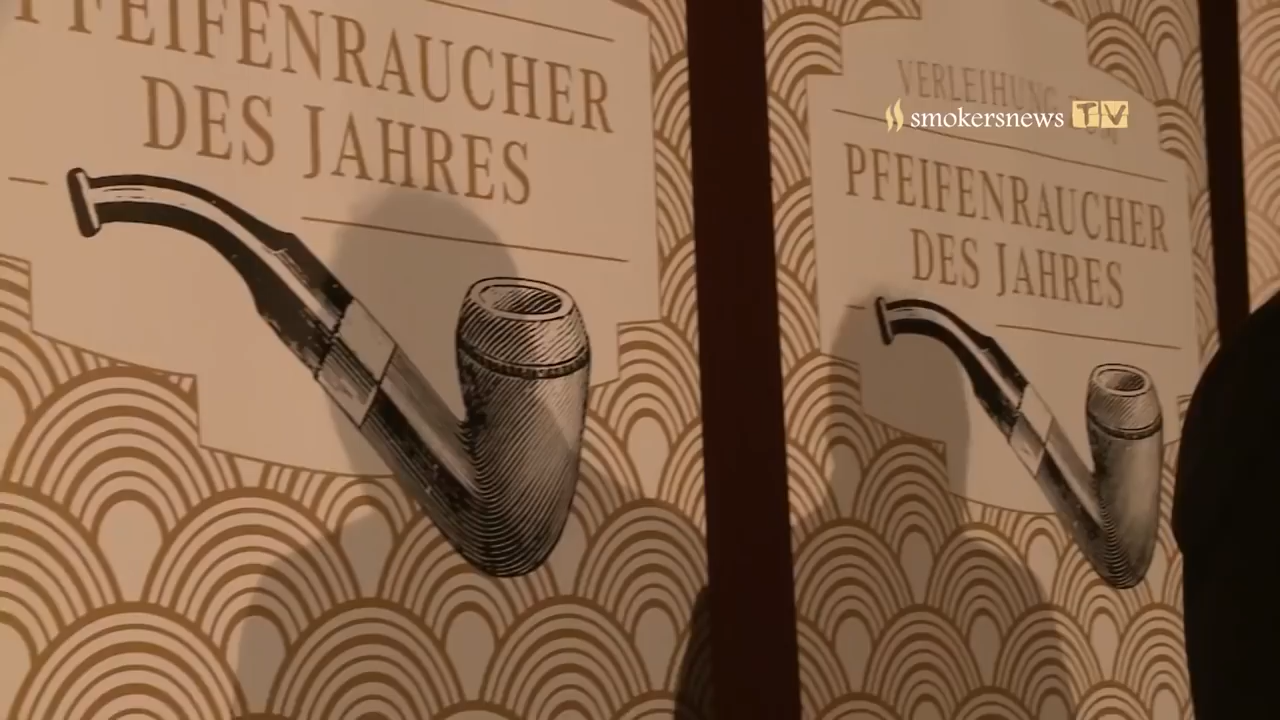 PFEIFENRAUCHER
DES JAHRES
VERLEIHUNG
smokersnews TV
PFEIFENRAUCHER
DES JAHRES